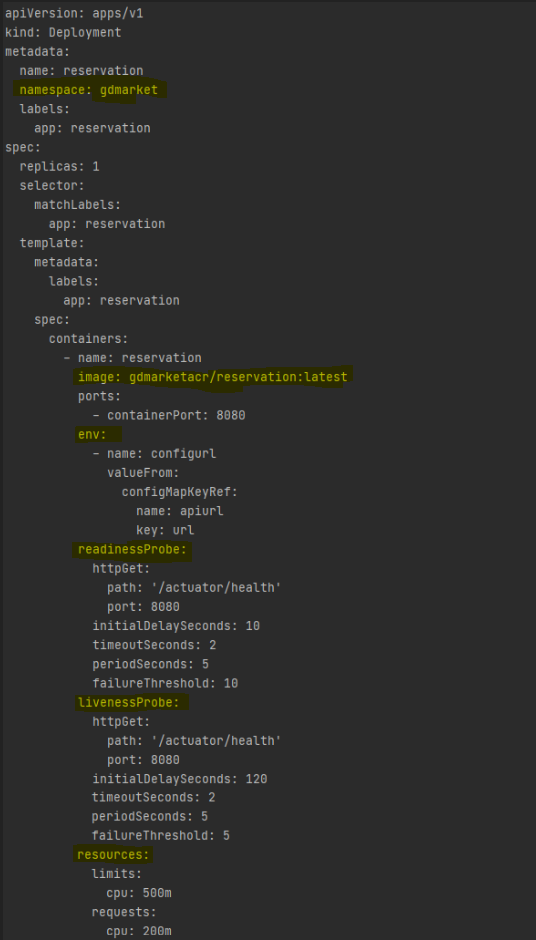 apiVersion: apps/v1
kind: Deployment
metadata:
  name: reservation
  namespace: gdmarket
  labels:
    app: reservation
spec:
  replicas: 1
  selector:
    matchLabels:
      app: reservation
  template:
    metadata:
      labels:
        app: reservation
    spec:
      containers:
        - name: reservation
          image: gdmarketacr/reservation:latest
          ports:
            - containerPort: 8080
          env:
            - name: configurl
              valueFrom:
                configMapKeyRef:
                  name: apiurl
                  key: url
          readinessProbe:
            httpGet:
              path: '/actuator/health'
              port: 8080
            initialDelaySeconds: 10
            timeoutSeconds: 2
            periodSeconds: 5
            failureThreshold: 10
          livenessProbe:
            httpGet:
              path: '/actuator/health'
              port: 8080
            initialDelaySeconds: 120
            timeoutSeconds: 2
            periodSeconds: 5
            failureThreshold: 5
          resources:
            limits:
              cpu: 500m
            requests:
              cpu: 200m